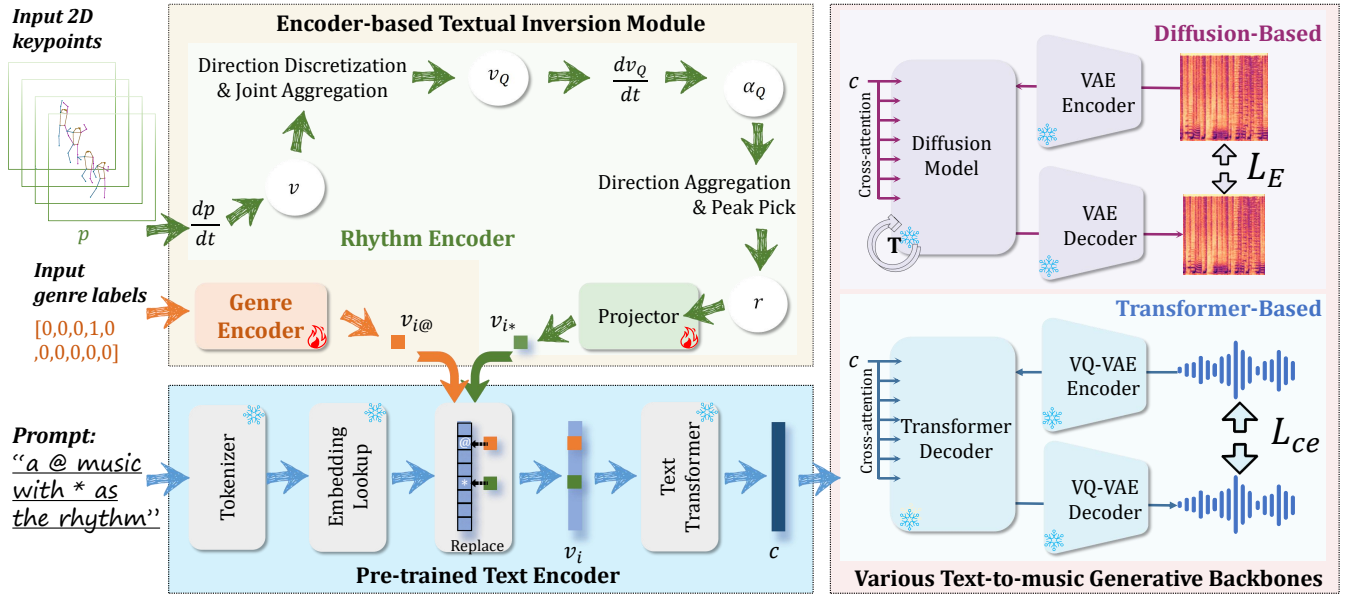 Input 2D
keypoints
p
Input
genre labels
[0,0,0,1,0
,0,0,0,0,0]
Prompt:
“a @ music
with * as
the rhythm”
Encoder-based Textual Inversion Module
Direction Discretization
& Joint Aggregation
v_Q
dv_Q
dt
α_Q
Direction Aggregation
& Peak Pick
v
dp
dt
Rhythm Encoder
r
Genre
Encoder
v_{i@}
v_{i*}
Projector
Tokenizer
Embedding
Lookup
@
*
Replace
v_i
Text
Transformer
c
Pre-trained Text Encoder
Diffusion-Based
c
Cross-attention
Diffusion
Model
T
VAE
Encoder
VAE
Decoder
L_E
Transformer-Based
c
Cross-attention
Transformer
Decoder
VQ-VAE
Encoder
VQ-VAE
Decoder
L_{ce}
Various Text-to-music Generative Backbones